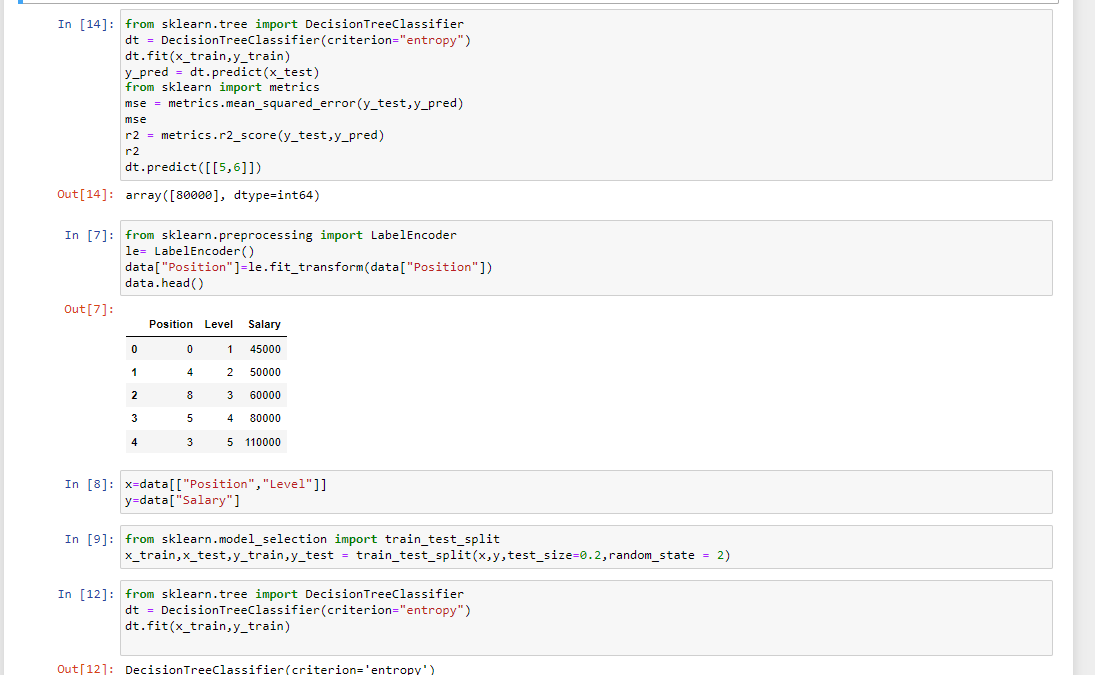 In [14]: from sklearn.tree import DecisionTreeClassifier
dt = DecisionTreeClassifier(criterion="entropy")
dt.fit(x_train,y_train)
y_pred = dt.predict(x_test)
from sklearn import metrics
mse = metrics.mean_squared_error(y_test,y_pred)
mse
r2 = metrics.r2_score(y_test,y_pred)
r2
dt.predict([[5,6]])
Out[14]: array([80000], dtype=int64)
In [7]: from sklearn.preprocessing import LabelEncoder
le= LabelEncoder()
data["Position"]=le.fit_transform(data["Position"])
data.head()
Out[7]:
Position Level Salary
0 0 1 45000
1 4 2 50000
2 8 3 60000
3 5 4 80000
4 3 5 110000
In [8]: x=data[["Position","Level"]]
y=data["Salary"]
In [9]: from sklearn.model_selection import train_test_split
x_train,x_test,y_train,y_test = train_test_split(x,y,test_size=0.2,random_state = 2)
In [12]: from sklearn.tree import DecisionTreeClassifier
dt = DecisionTreeClassifier(criterion="entropy")
dt.fit(x_train,y_train)
Out[12]: DecisionTreeClassifier(criterion='entropy')